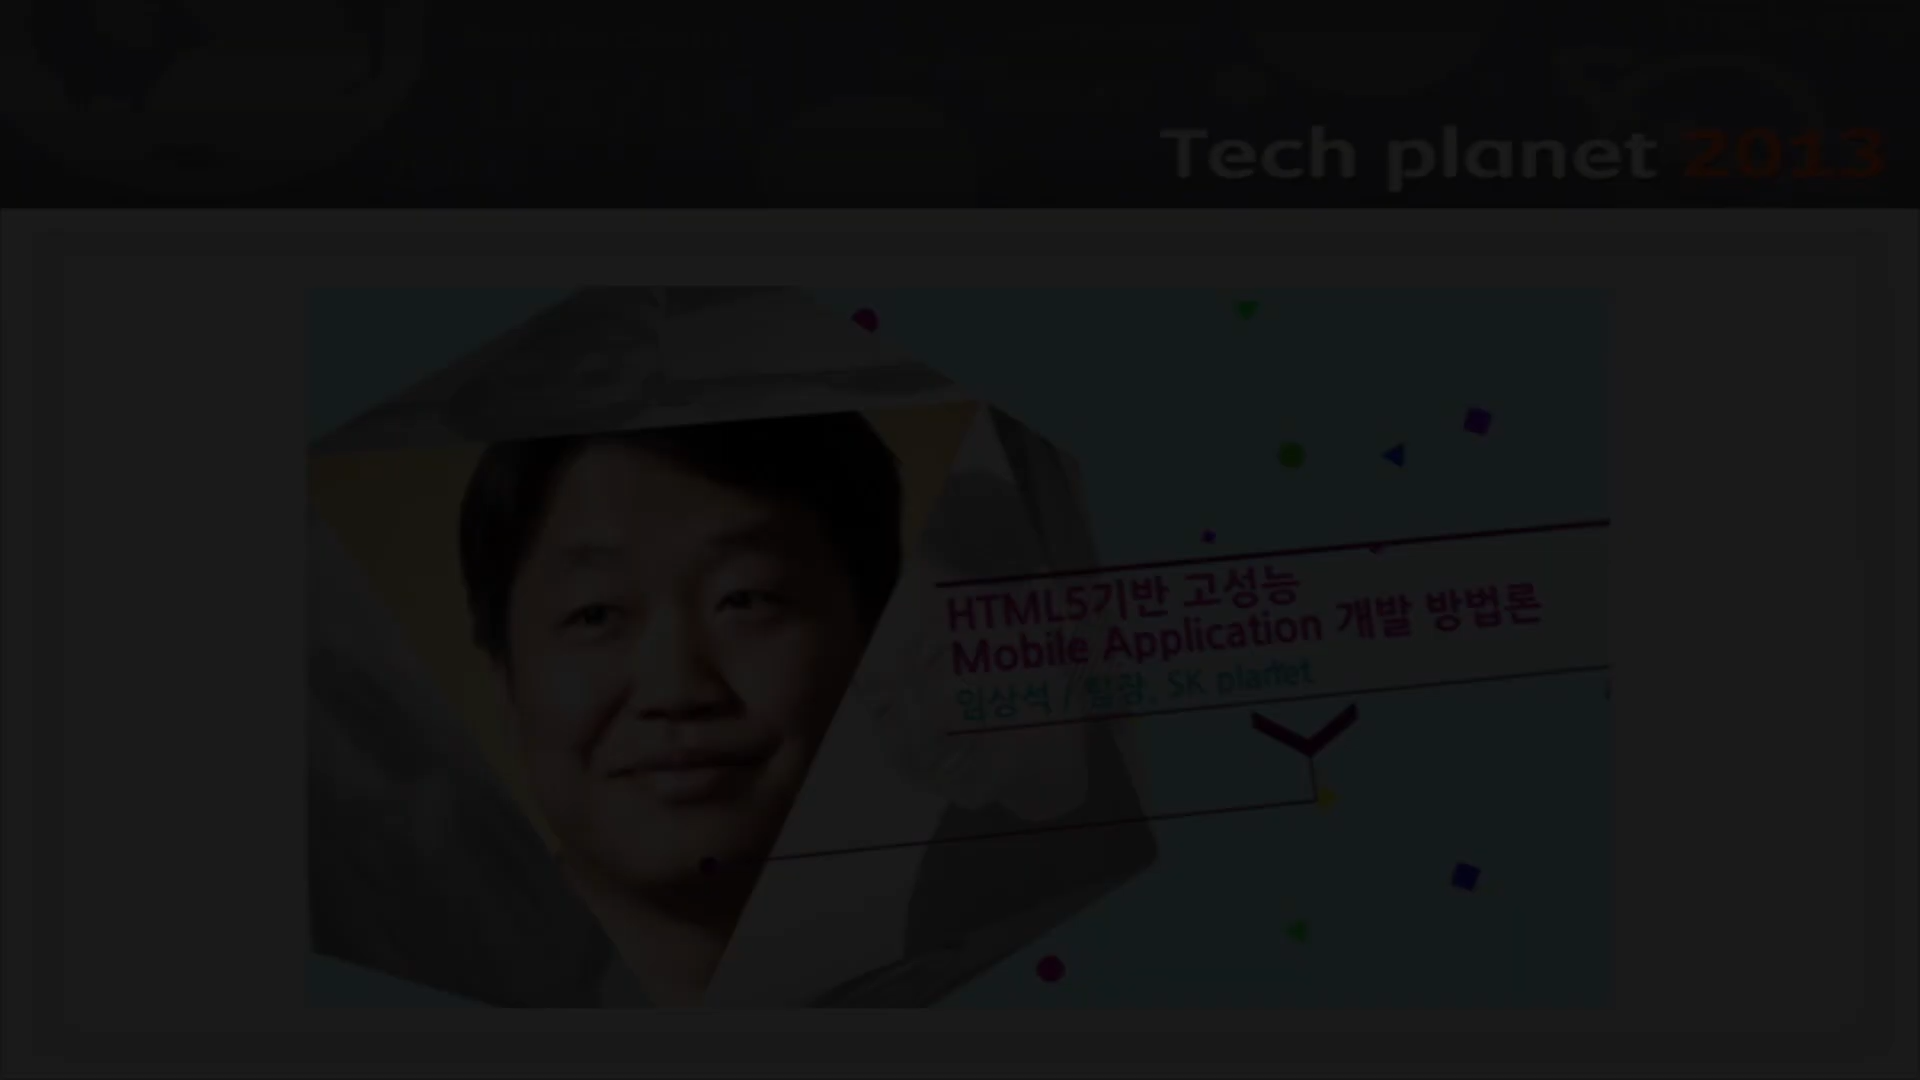 Tech planet 2013
HTML5기반 고성능
Mobile Application 개발 방법론
임상석 / 팀장, SK planet